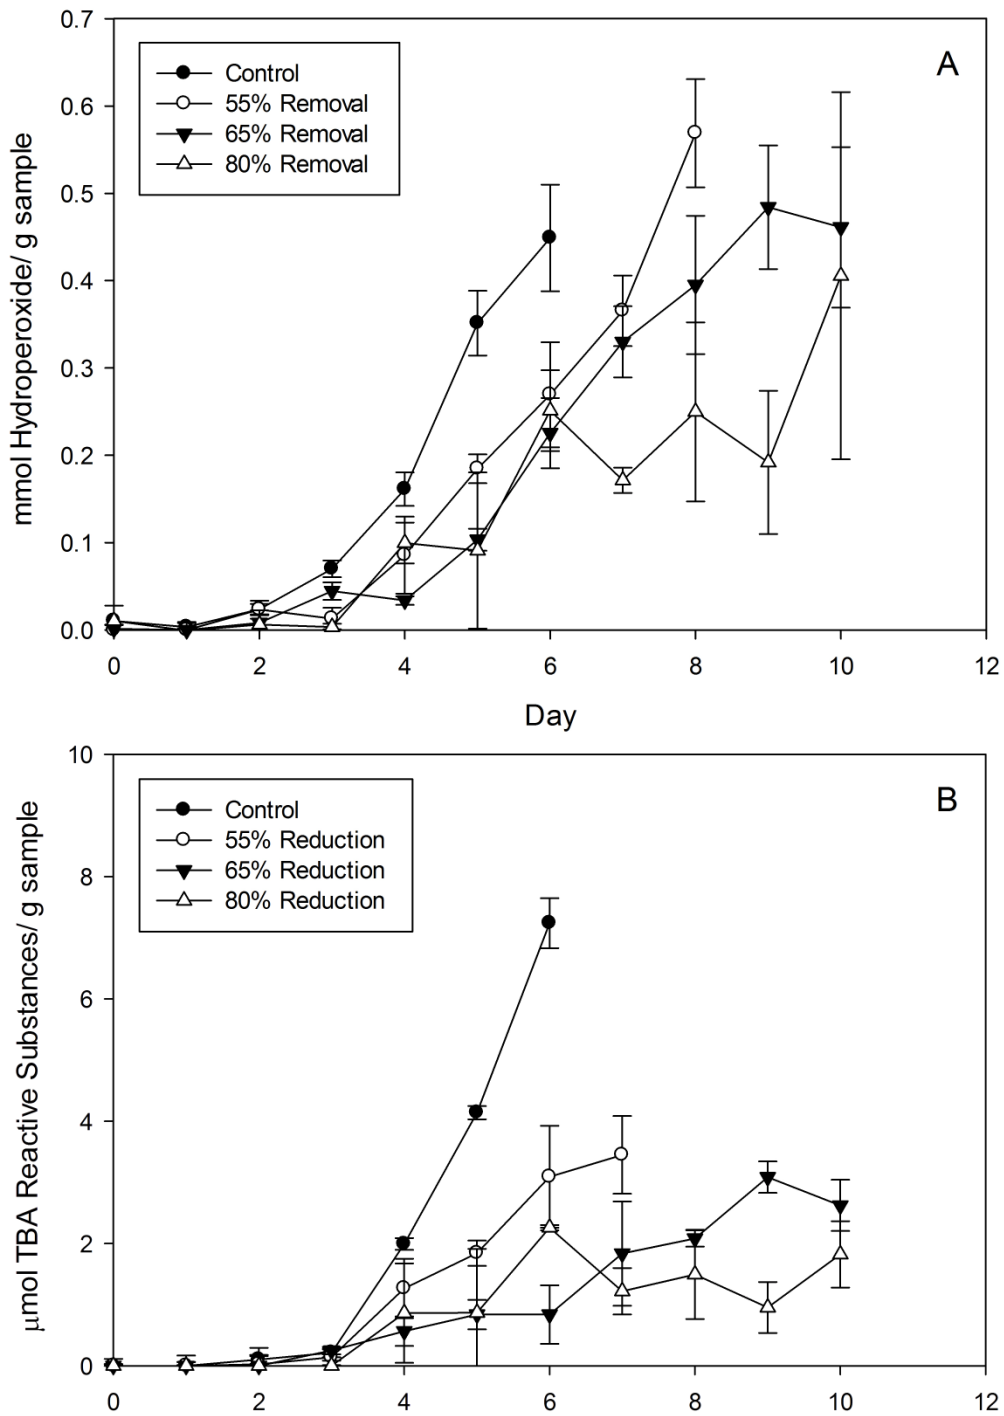 A
mmol Hydroperoxide/ g sample
0.7
0.6
0.5
0.4
0.3
0.2
0.1
0.0
Control
55% Removal
65% Removal
80% Removal
0 2 4 6 8 10 12
Day
B
μmol TBA Reactive Substances/ g sample
10
8
6
4
2
0
Control
55% Reduction
65% Reduction
80% Reduction
0 2 4 6 8 10 12